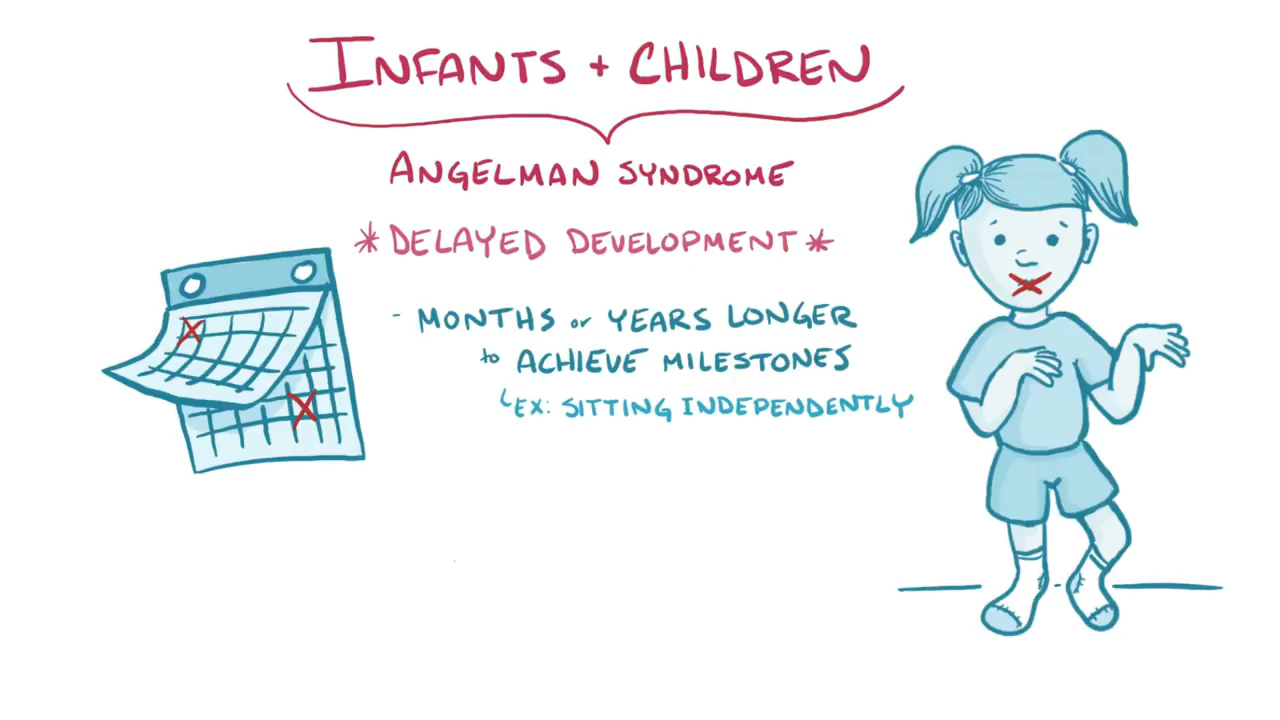 INFANTS + CHILDREN
ANGELMAN SYNDROME
* DELAYED DEVELOPMENT *
- MONTHS or YEARS LONGER
to ACHIEVE MILESTONES
EX: SITTING INDEPENDENTLY